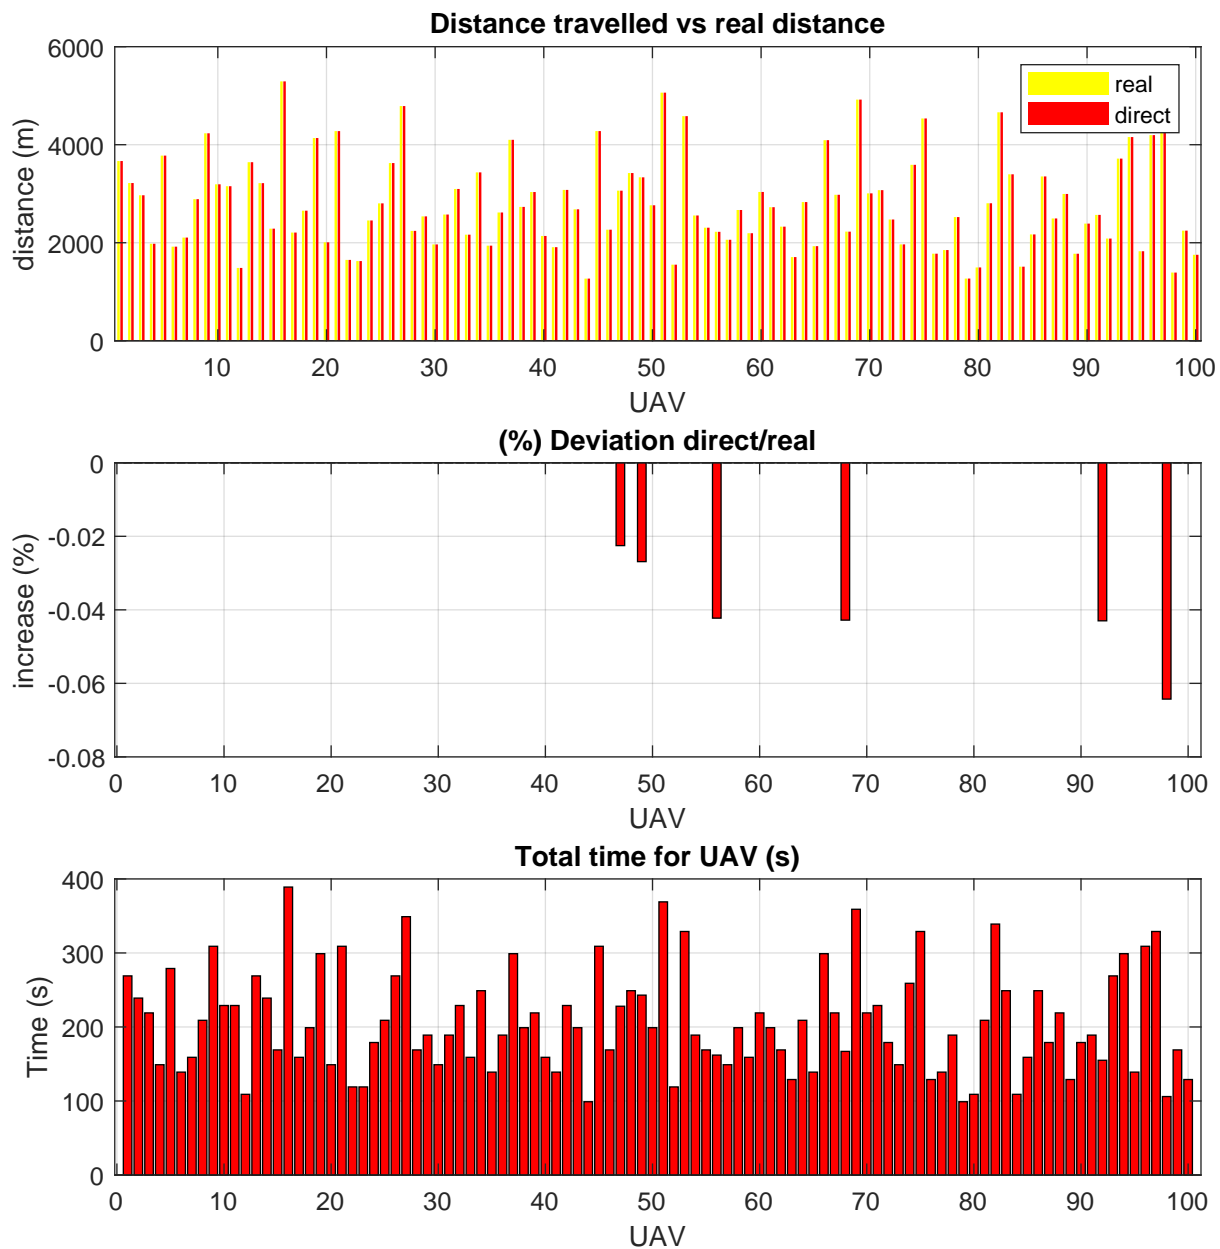 Distance travelled vs real distance
6000
4000
2000
0
distance (m)
real
direct
10 20 30 40 50 60 70 80 90 100
UAV
(%) Deviation direct/real
0
-0.02
-0.04
-0.06
-0.08
increase (%)
0 10 20 30 40 50 60 70 80 90 100
UAV
Total time for UAV (s)
400
300
200
100
0
Time (s)
0 10 20 30 40 50 60 70 80 90 100
UAV